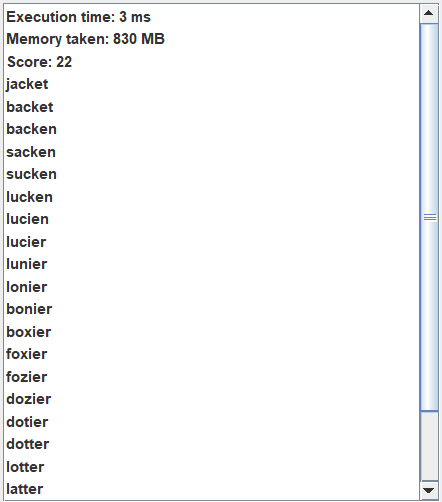 Execution time: 3 ms
Memory taken: 830 MB
Score: 22
jacket
backet
backen
sacken
sucken
lucken
lucien
lucier
lunier
lonier
bonier
boxier
foxier
fozier
dozier
dotier
dotter
lotter
latter